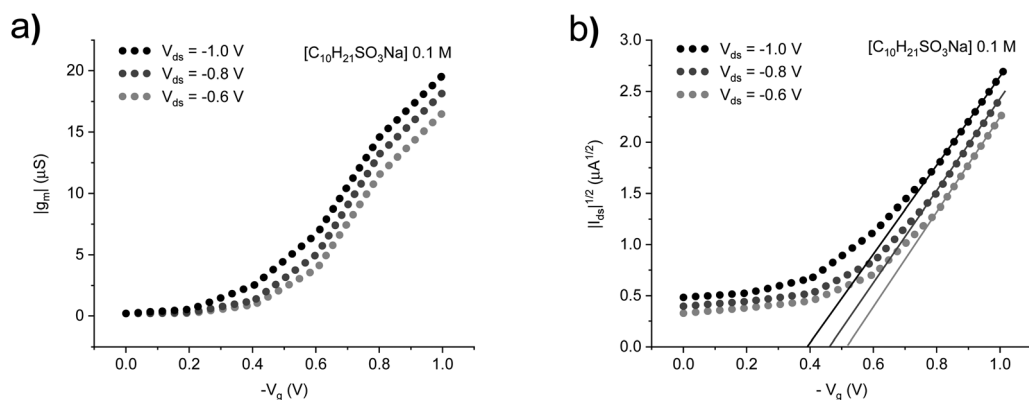 a)
V_ds = -1.0 V
V_ds = -0.8 V
V_ds = -0.6 V
[C₁₀H₂₁SO₃Na] 0.1 M
20
15
10
5
0
|g_m| (μS)
0.0 0.2 0.4 0.6 0.8 1.0
-V_g (V)
b)
V_ds = -1.0 V
V_ds = -0.8 V
V_ds = -0.6 V
[C₁₀H₂₁SO₃Na] 0.1 M
3.0
2.5
2.0
1.5
1.0
0.5
0.0
|I_ds|^1/2 (μA^1/2)
0.0 0.2 0.4 0.6 0.8 1.0
- V_g (V)